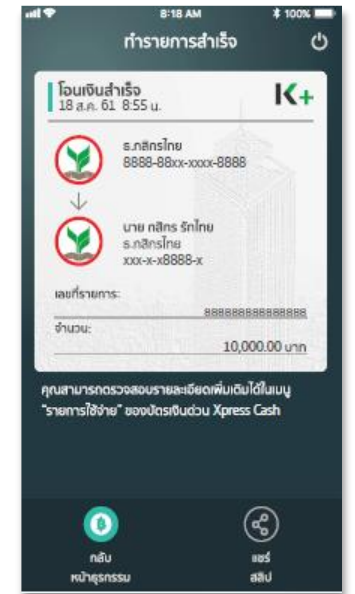 8:18 AM
100%
ทำรายการสำเร็จ
โอนเงินสำเร็จ
18 ส.ค. 61 8:55 น.
K+
ธ.กสิกรไทย
8888-88xx-xxxx-8888
นาย กสิกร รักไทย
ธ.กสิกรไทย
xxx-x-x8888-x
เลขที่รายการ:
888888888888888
จำนวน:
10,000.00 บาท
คุณสามารถตรวจสอบรายละเอียดเพิ่มเติมได้ในเมนู
"รายการใช้จ่าย" ของบัตรเงินด่วน Xpress Cash
กลับ
หน้าธุรกรรม
แชร์
สลิป